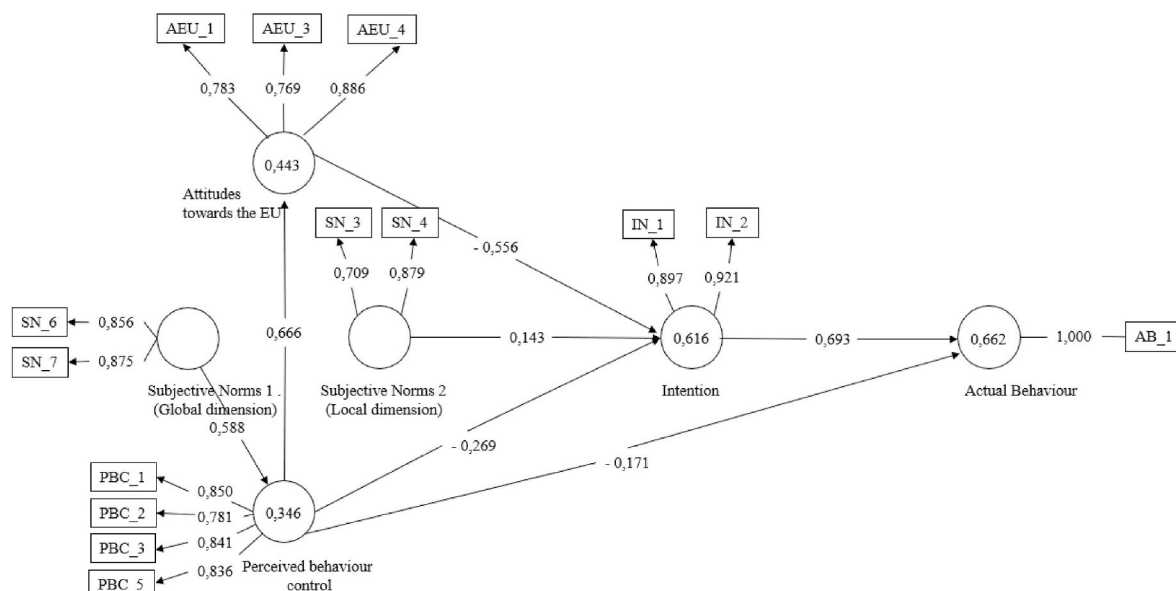 AEU_1
AEU_3
AEU_4
0,783
0,769
0,886
0,443
Attitudes
towards the EU
SN_3
SN_4
IN_1
IN_2
- 0,556
0,709
0,879
0,897
0,921
SN_6
0,856
SN_7
0,875
0,666
0,143
0,616
0,693
0,662
1,000
AB_1
Subjective Norms 1 .
(Global dimension)
Subjective Norms 2
(Local dimension)
Intention
Actual Behaviour
0,588
- 0,269
- 0,171
PBC_1
0,850
PBC_2
0,781
PBC_3
0,841
PBC_5
0,836
0,346
Perceived behaviour
control